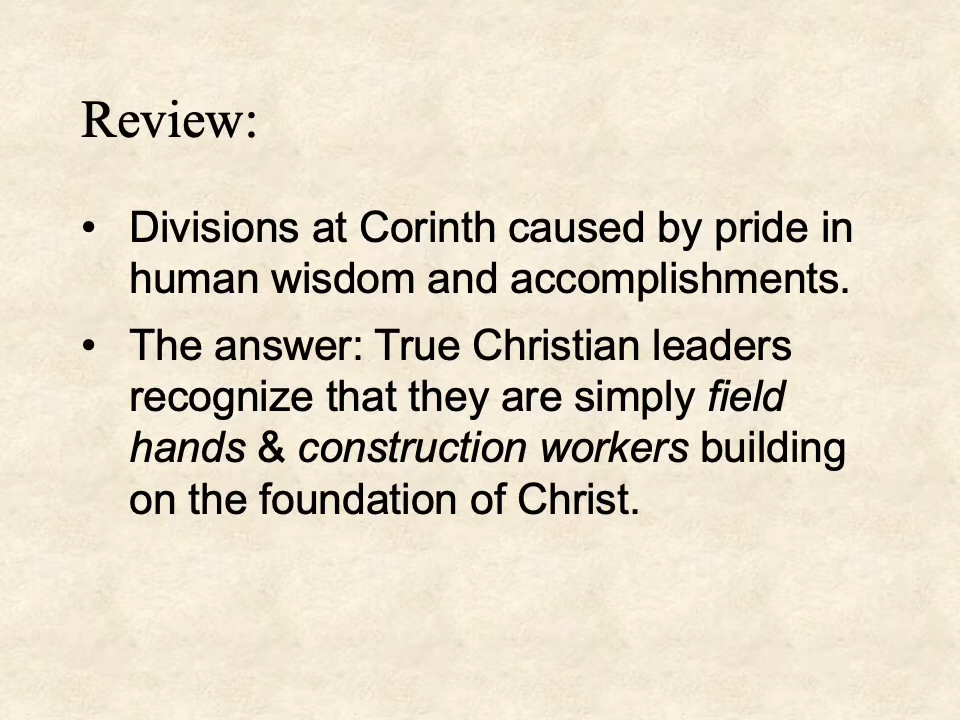 Review:
• Divisions at Corinth caused by pride in
human wisdom and accomplishments.
• The answer: True Christian leaders
recognize that they are simply field
hands & construction workers building
on the foundation of Christ.